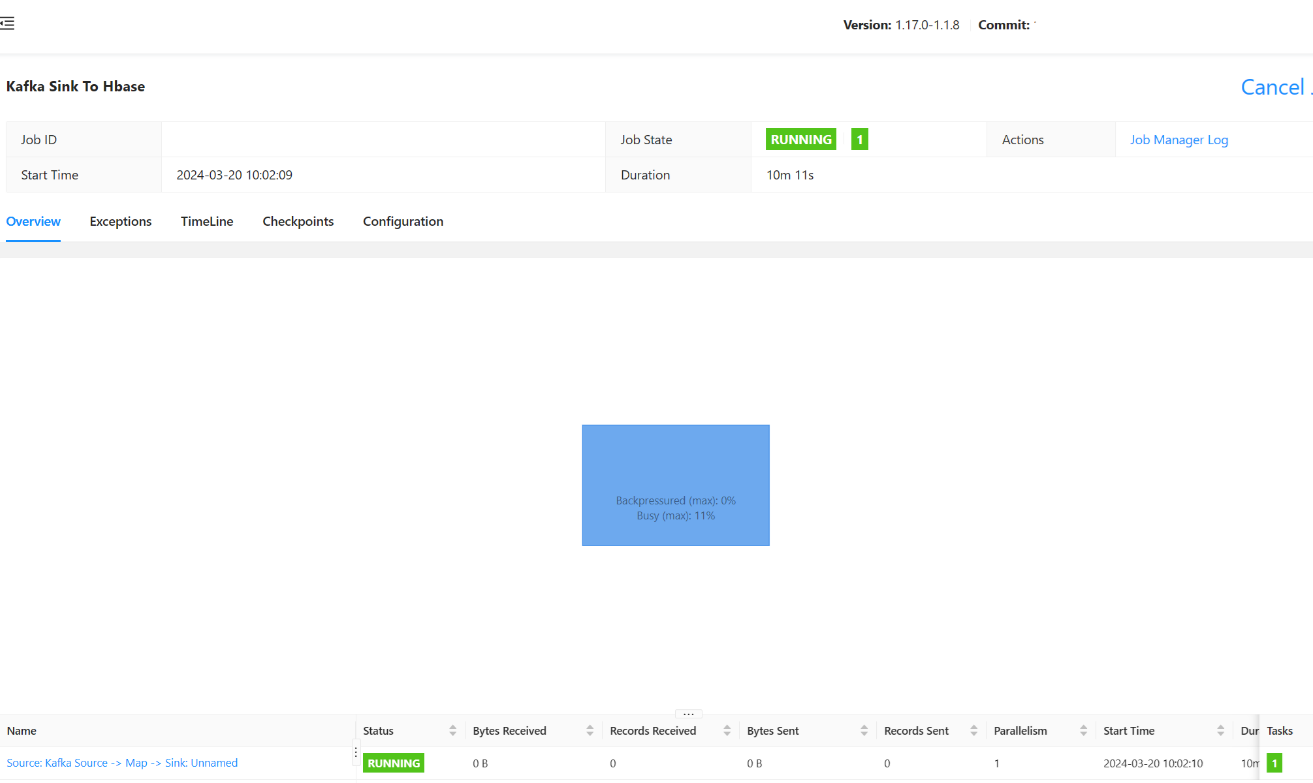 Version: 1.17.0-1.1.8 Commit:
Kafka Sink To Hbase Cancel
Job ID Job State RUNNING 1 Actions Job Manager Log
Start Time 2024-03-20 10:02:09 Duration 10m 11s
Overview Exceptions TimeLine Checkpoints Configuration
Backpressured (max): 0%
Busy (max): 11%
...
Name Status Bytes Received Records Received Bytes Sent Records Sent Parallelism Start Time Dur Tasks
Source: Kafka Source -> Map -> Sink: Unnamed RUNNING 0 B 0 0 B 0 1 2024-03-20 10:02:10 10m 1